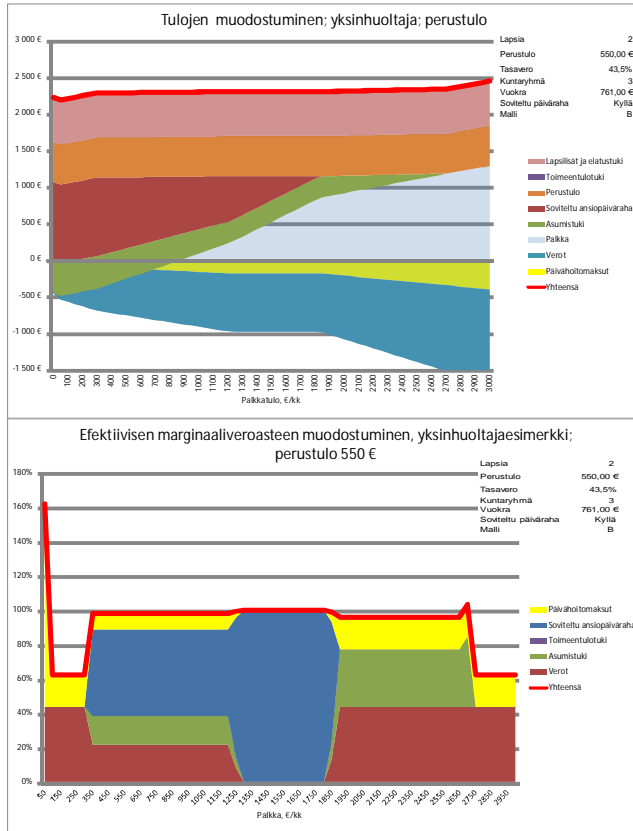 Tulojen muodostuminen; yksinhuoltaja; perustulo
Lapsia 2
Perustulo 550,00 €
Tasavero 43,5%
Kuntaryhmä 3
Vuokra 761,00 €
Soviteltu päiväraha Kyllä
Malli B
3 000 €
2 500 €
2 000 €
1 500 €
1 000 €
500 €
0 €
-500 €
-1 000 €
-1 500 €
Lapsilisät ja elatustuki
Toimeentulotuki
Perustulo
Soviteltu ansiopäiväraha
Asumistuki
Palkka
Verot
Päivähoitomaksut
Yhteensä
0 100 200 300 400 500 600 700 800 900 1000 1100 1200 1300 1400 1500 1600 1700 1800 1900 2000 2100 2200 2300 2400 2500 2600 2700 2800 2900 3000
Palkkatulo, €/kk
Efektiivisen marginaaliveroasteen muodostuminen, yksinhuoltajaesimerkki;
perustulo 550 €
Lapsia 2
Perustulo 550,00 €
Tasavero 43,5%
Kuntaryhmä 3
Vuokra 761,00 €
Soviteltu päiväraha Kyllä
Malli B
180%
160%
140%
120%
100%
80%
60%
40%
20%
0%
Päivähoitomaksut
Soviteltu ansiopäiväraha
Toimeentulotuki
Asumistuki
Verot
Yhteensä
50 150 250 350 450 550 650 750 850 950 1050 1150 1250 1350 1450 1550 1650 1750 1850 1950 2050 2150 2250 2350 2450 2550 2650 2750 2850 2950
Palkka, €/kk